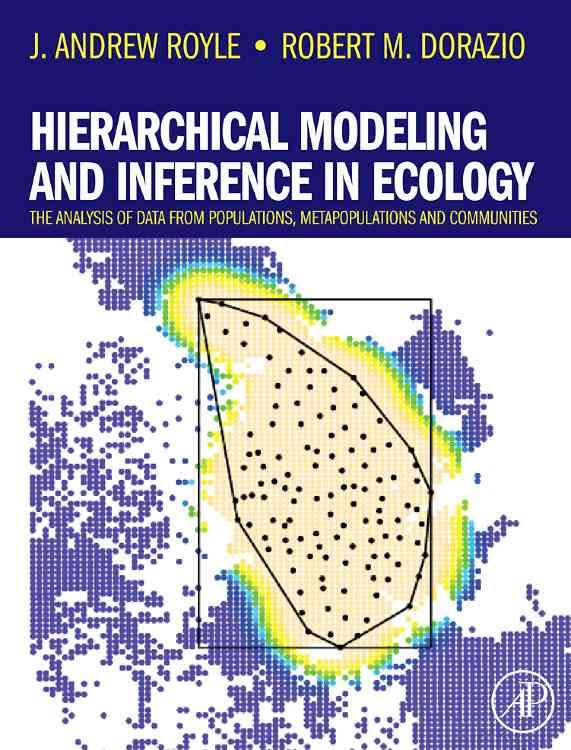 J. ANDREW ROYLE • ROBERT M. DORAZIO
HIERARCHICAL MODELING
AND INFERENCE IN ECOLOGY
THE ANALYSIS OF DATA FROM POPULATIONS, METAPOPULATIONS AND COMMUNITIES
AP